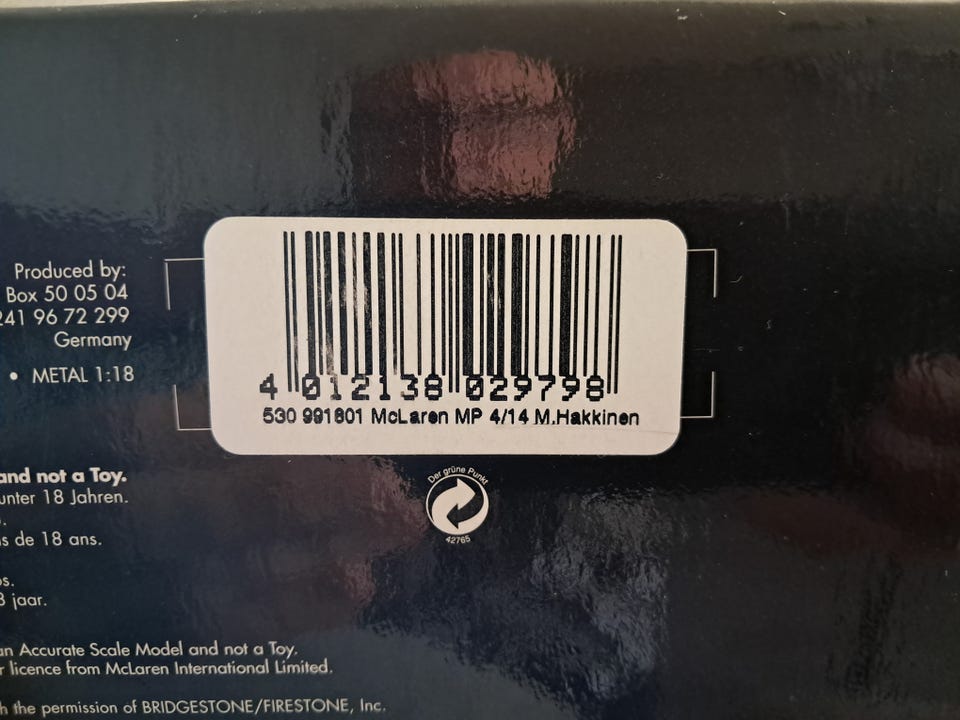 Produced by:
Box 50 05 04
241 96 72 299
Germany
• METAL 1:18
4 012138 029798
530 991801 McLaren MP 4/14 M.Hakkinen
Der grüne Punkt
42765
and not a Toy.
unter 18 Jahren.
de 18 ans.
jaar.
an Accurate Scale Model and not a Toy.
licence from McLaren International Limited.
the permission of BRIDGESTONE/FIRESTONE, Inc.